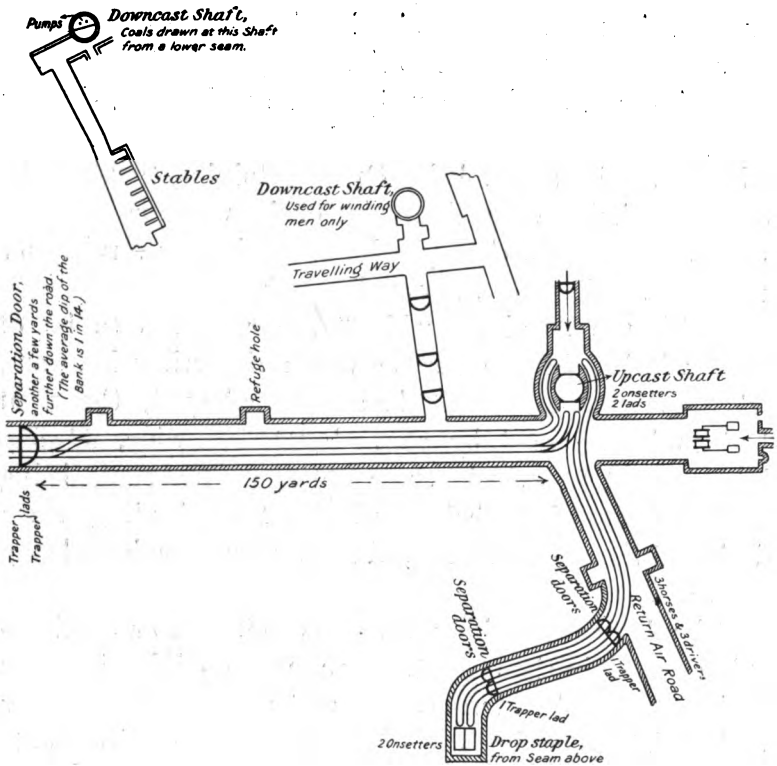 Pumps
Downcast Shaft,
Coals drawn at this Shaft
from a lower seam.
Stables
Downcast Shaft,
Used for winding
men only
Travelling Way
Separation Door,
another a few yards
further down the road.
(The average dip of the
Bank is 1 in 14.)
Refuge hole
Upcast Shaft
2 onsetters
2 lads
150 yards
Trapper
Trapper
lads
Separation
doors
Separation
doors
Return Air Road
3 horses & 3 drivers
1 Trapper
lad
1 Trapper lad
2 Onsetters
Drop staple,
from Seam above